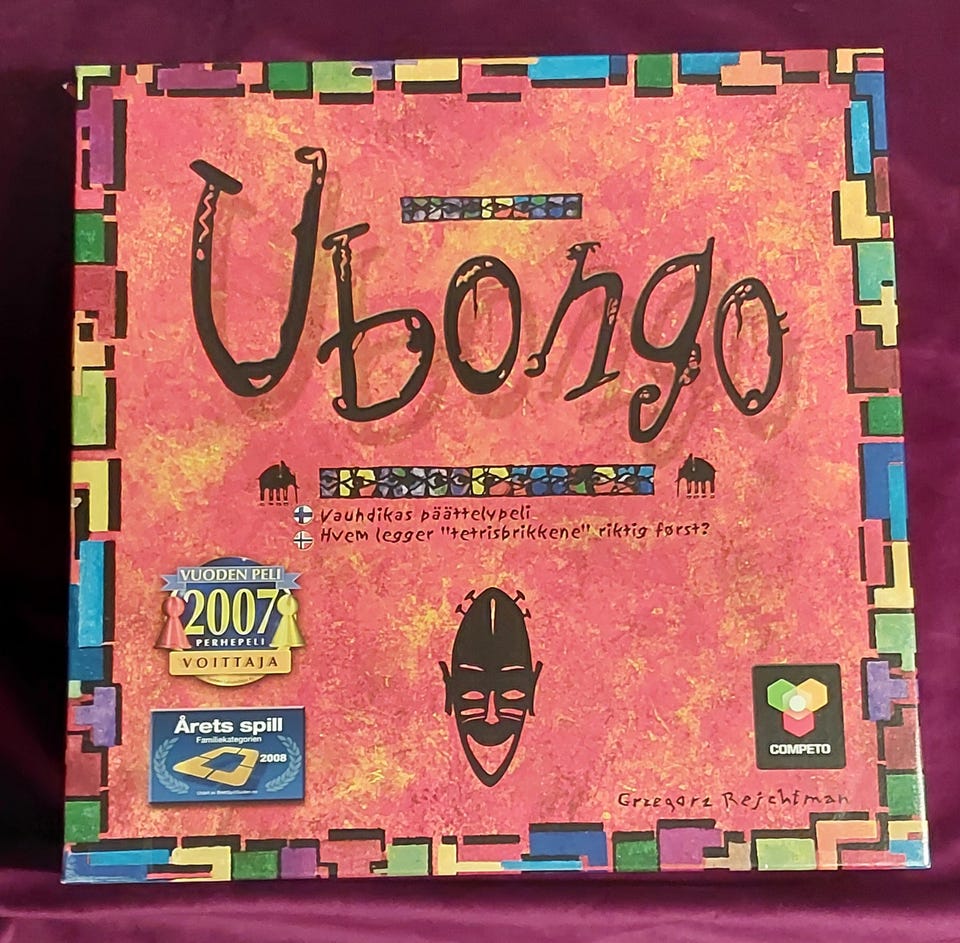 Ubongo
Vauhdikas päättelypeli
Hvem legger "tetrisbrikkene" riktig først?
VUODEN PELI
2007
PERHEPELI
VOITTAJA
Årets spill
Familiekategorien
2008
COMPETO
Grzegorz Rejchtman